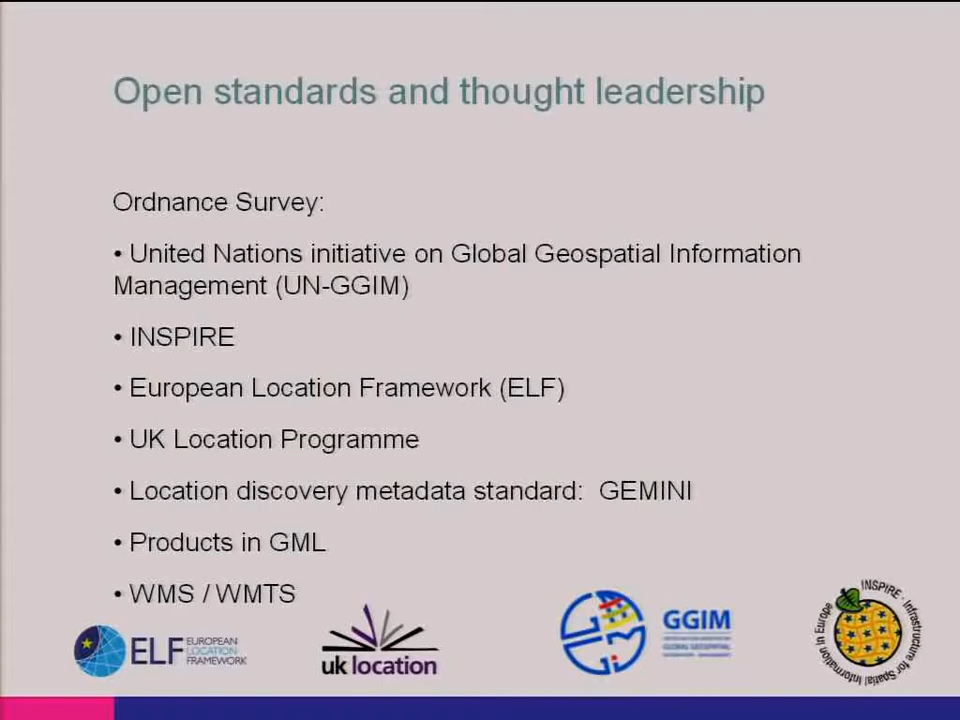 Open standards and thought leadership
Ordnance Survey:
• United Nations initiative on Global Geospatial Information
Management (UN-GGIM)
• INSPIRE
• European Location Framework (ELF)
• UK Location Programme
• Location discovery metadata standard:  GEMINI
• Products in GML
• WMS / WMTS
ELF
EUROPEAN
LOCATION
FRAMEWORK
uk location
GGIM
GLOBAL GEOSPATIAL
INSPIRE - Infrastructure for Spatial Information in Europe